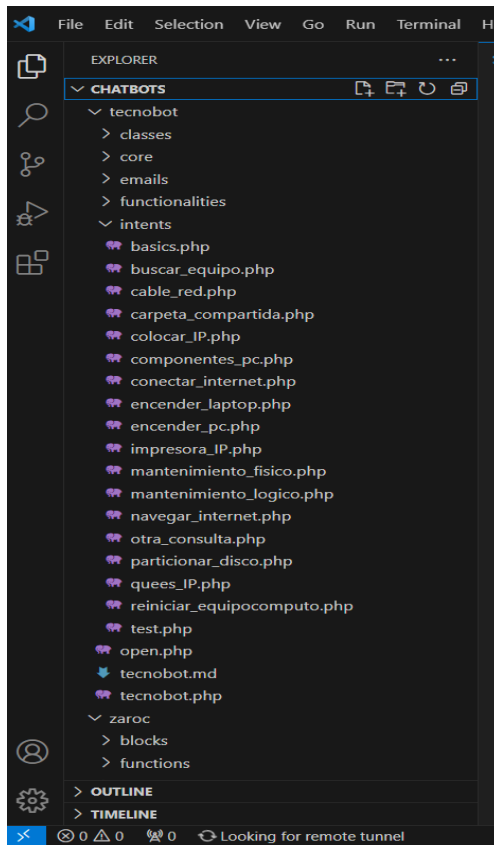 File Edit Selection View Go Run Terminal H
EXPLORER
CHATBOTS
tecnobot
classes
core
emails
functionalities
intents
basics.php
buscar_equipo.php
cable_red.php
carpeta_compartida.php
colocar_IP.php
componentes_pc.php
conectar_internet.php
encender_laptop.php
encender_pc.php
impresora_IP.php
mantenimiento_fisico.php
mantenimiento_logico.php
navegar_internet.php
otra_consulta.php
particionar_disco.php
quees_IP.php
reiniciar_equipocomputo.php
test.php
open.php
tecnobot.md
tecnobot.php
zaroc
blocks
functions
OUTLINE
TIMELINE
0 0 0 Looking for remote tunnel